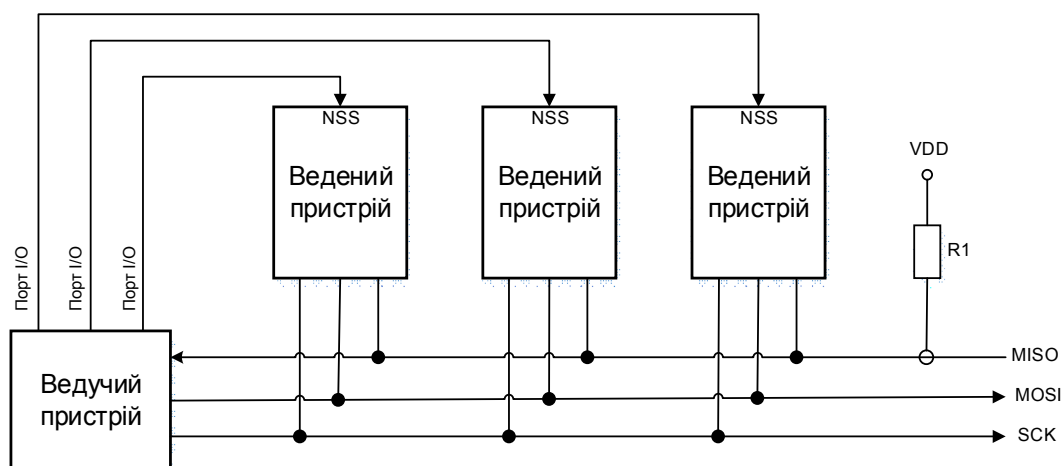 NSS
NSS
NSS
Ведений
пристрій
Ведений
пристрій
Ведений
пристрій
VDD
R1
Порт I/O
Порт I/O
Порт I/O
Ведучий
пристрій
MISO
MOSI
SCK